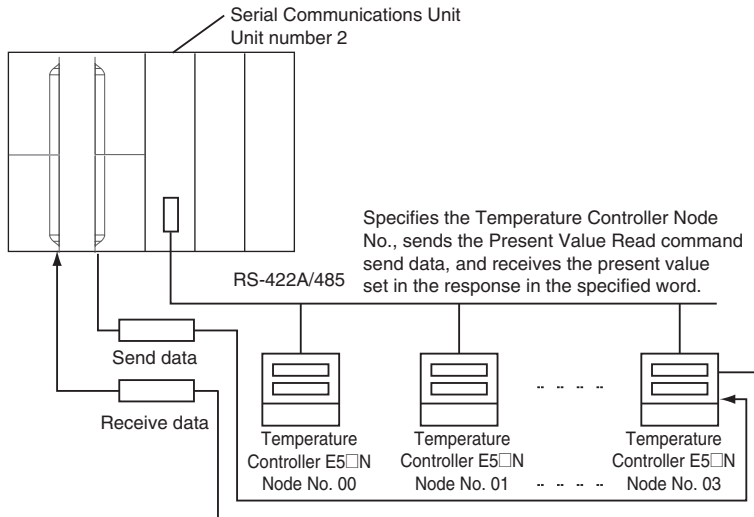 Serial Communications Unit
Unit number 2
Specifies the Temperature Controller Node
No., sends the Present Value Read command
send data, and receives the present value
set in the response in the specified word.
RS-422A/485
Send data
Receive data
Temperature
Controller E5□N
Node No. 00
Temperature
Controller E5□N
Node No. 01
Temperature
Controller E5□N
Node No. 03